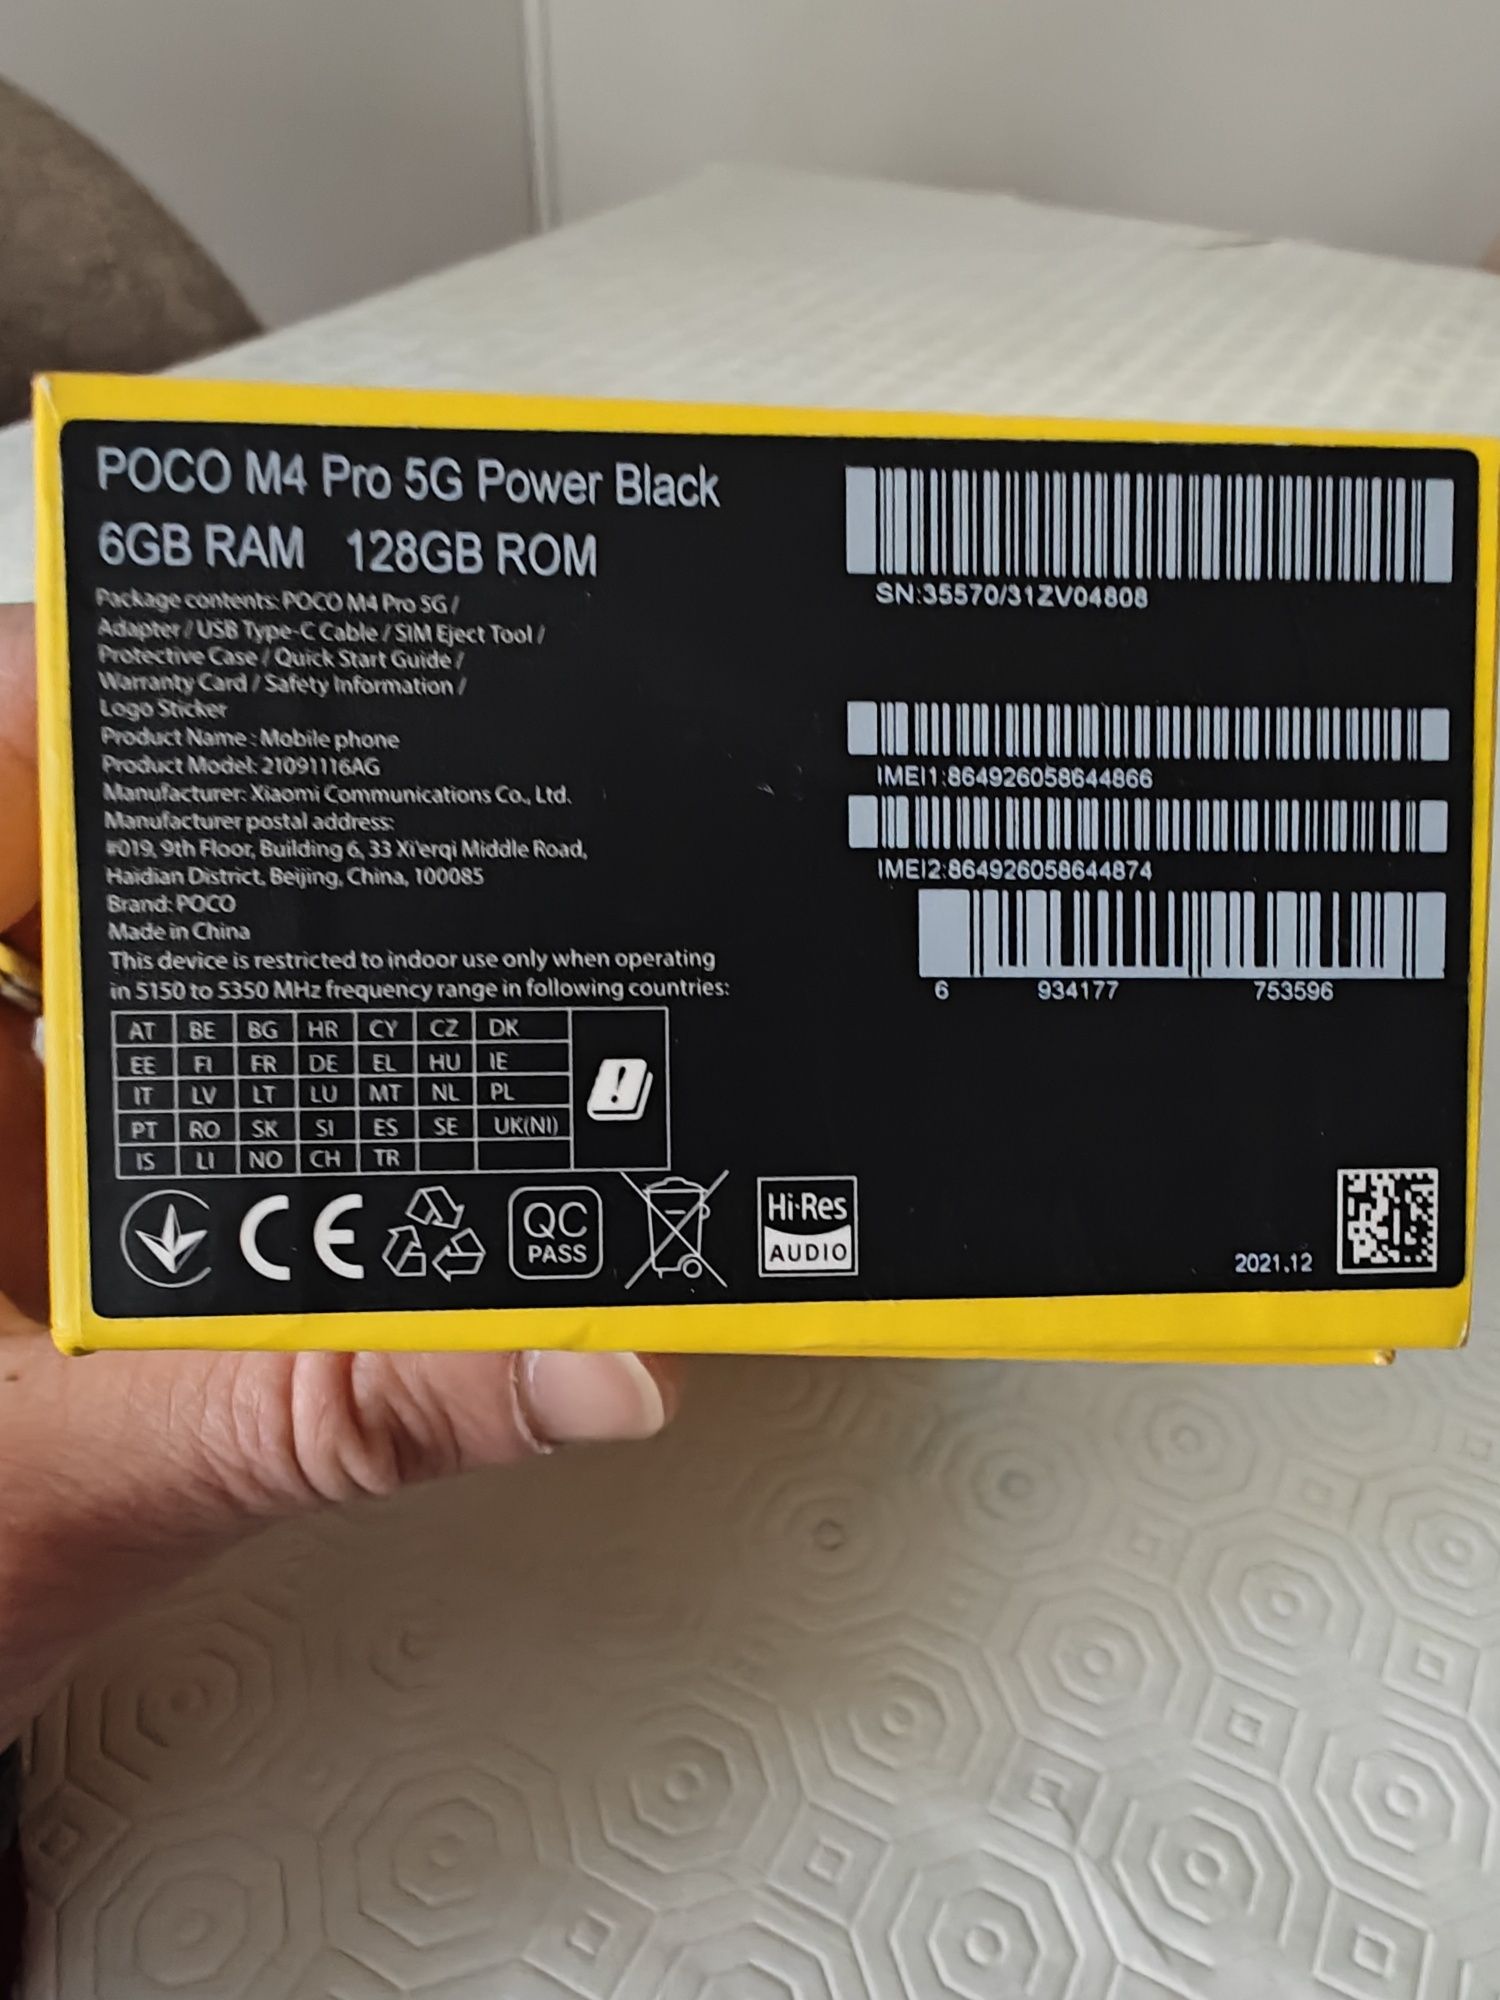 POCO M4 Pro 5G Power Black
6GB RAM 128GB ROM
Package contents: POCO M4 Pro 5G /
Adapter / USB Type-C Cable / SIM Eject Tool /
Protective Case / Quick Start Guide /
Warranty Card / Safety Information /
Logo Sticker
Product Name : Mobile phone
Product Model: 21091116AG
Manufacturer: Xiaomi Communications Co., Ltd.
Manufacturer postal address:
#019, 9th Floor, Building 6, 33 Xi'erqi Middle Road,
Haidian District, Beijing, China, 100085
Brand: POCO
Made in China
This device is restricted to indoor use only when operating
in 5150 to 5350 MHz frequency range in following countries:
AT BE BG HR CY CZ DK
EE FI FR DE EL HU IE
IT LV LT LU MT NL PL
PT RO SK SI ES SE UK(NI)
IS LI NO CH TR
CE
QC
PASS
Hi-Res
AUDIO
SN:35570/31ZV04808
IMEI1:864926058644866
IMEI2:864926058644874
6 934177 753596
2021.12